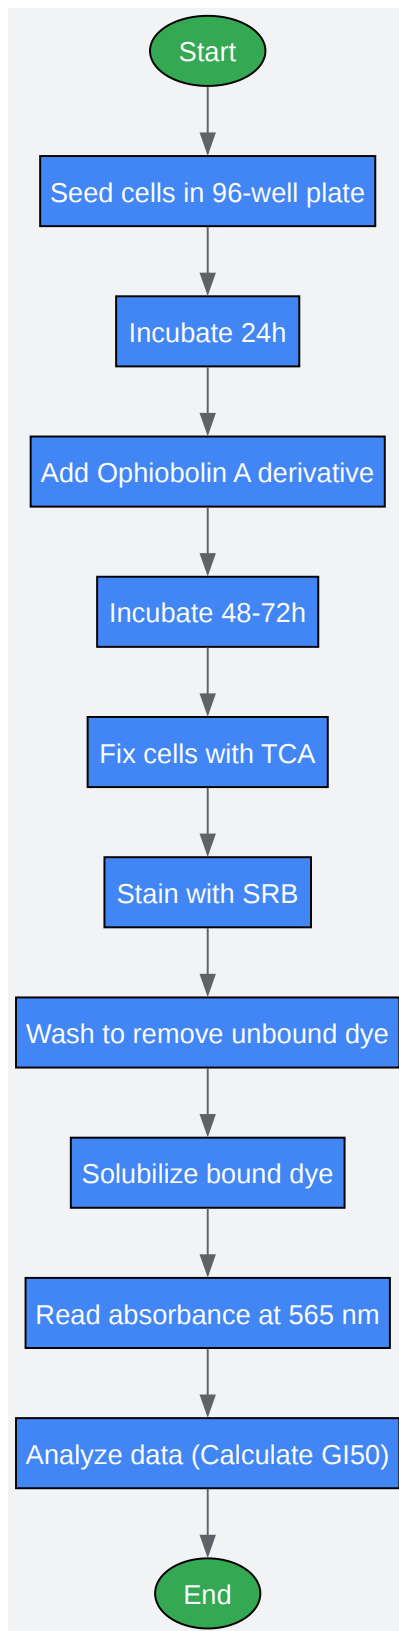 Start
Seed cells in 96-well plate
Incubate 24h
Add Ophiobolin A derivative
Incubate 48-72h
Fix cells with TCA
Stain with SRB
Wash to remove unbound dye
Solubilize bound dye
Read absorbance at 565 nm
Analyze data (Calculate GI50)
End